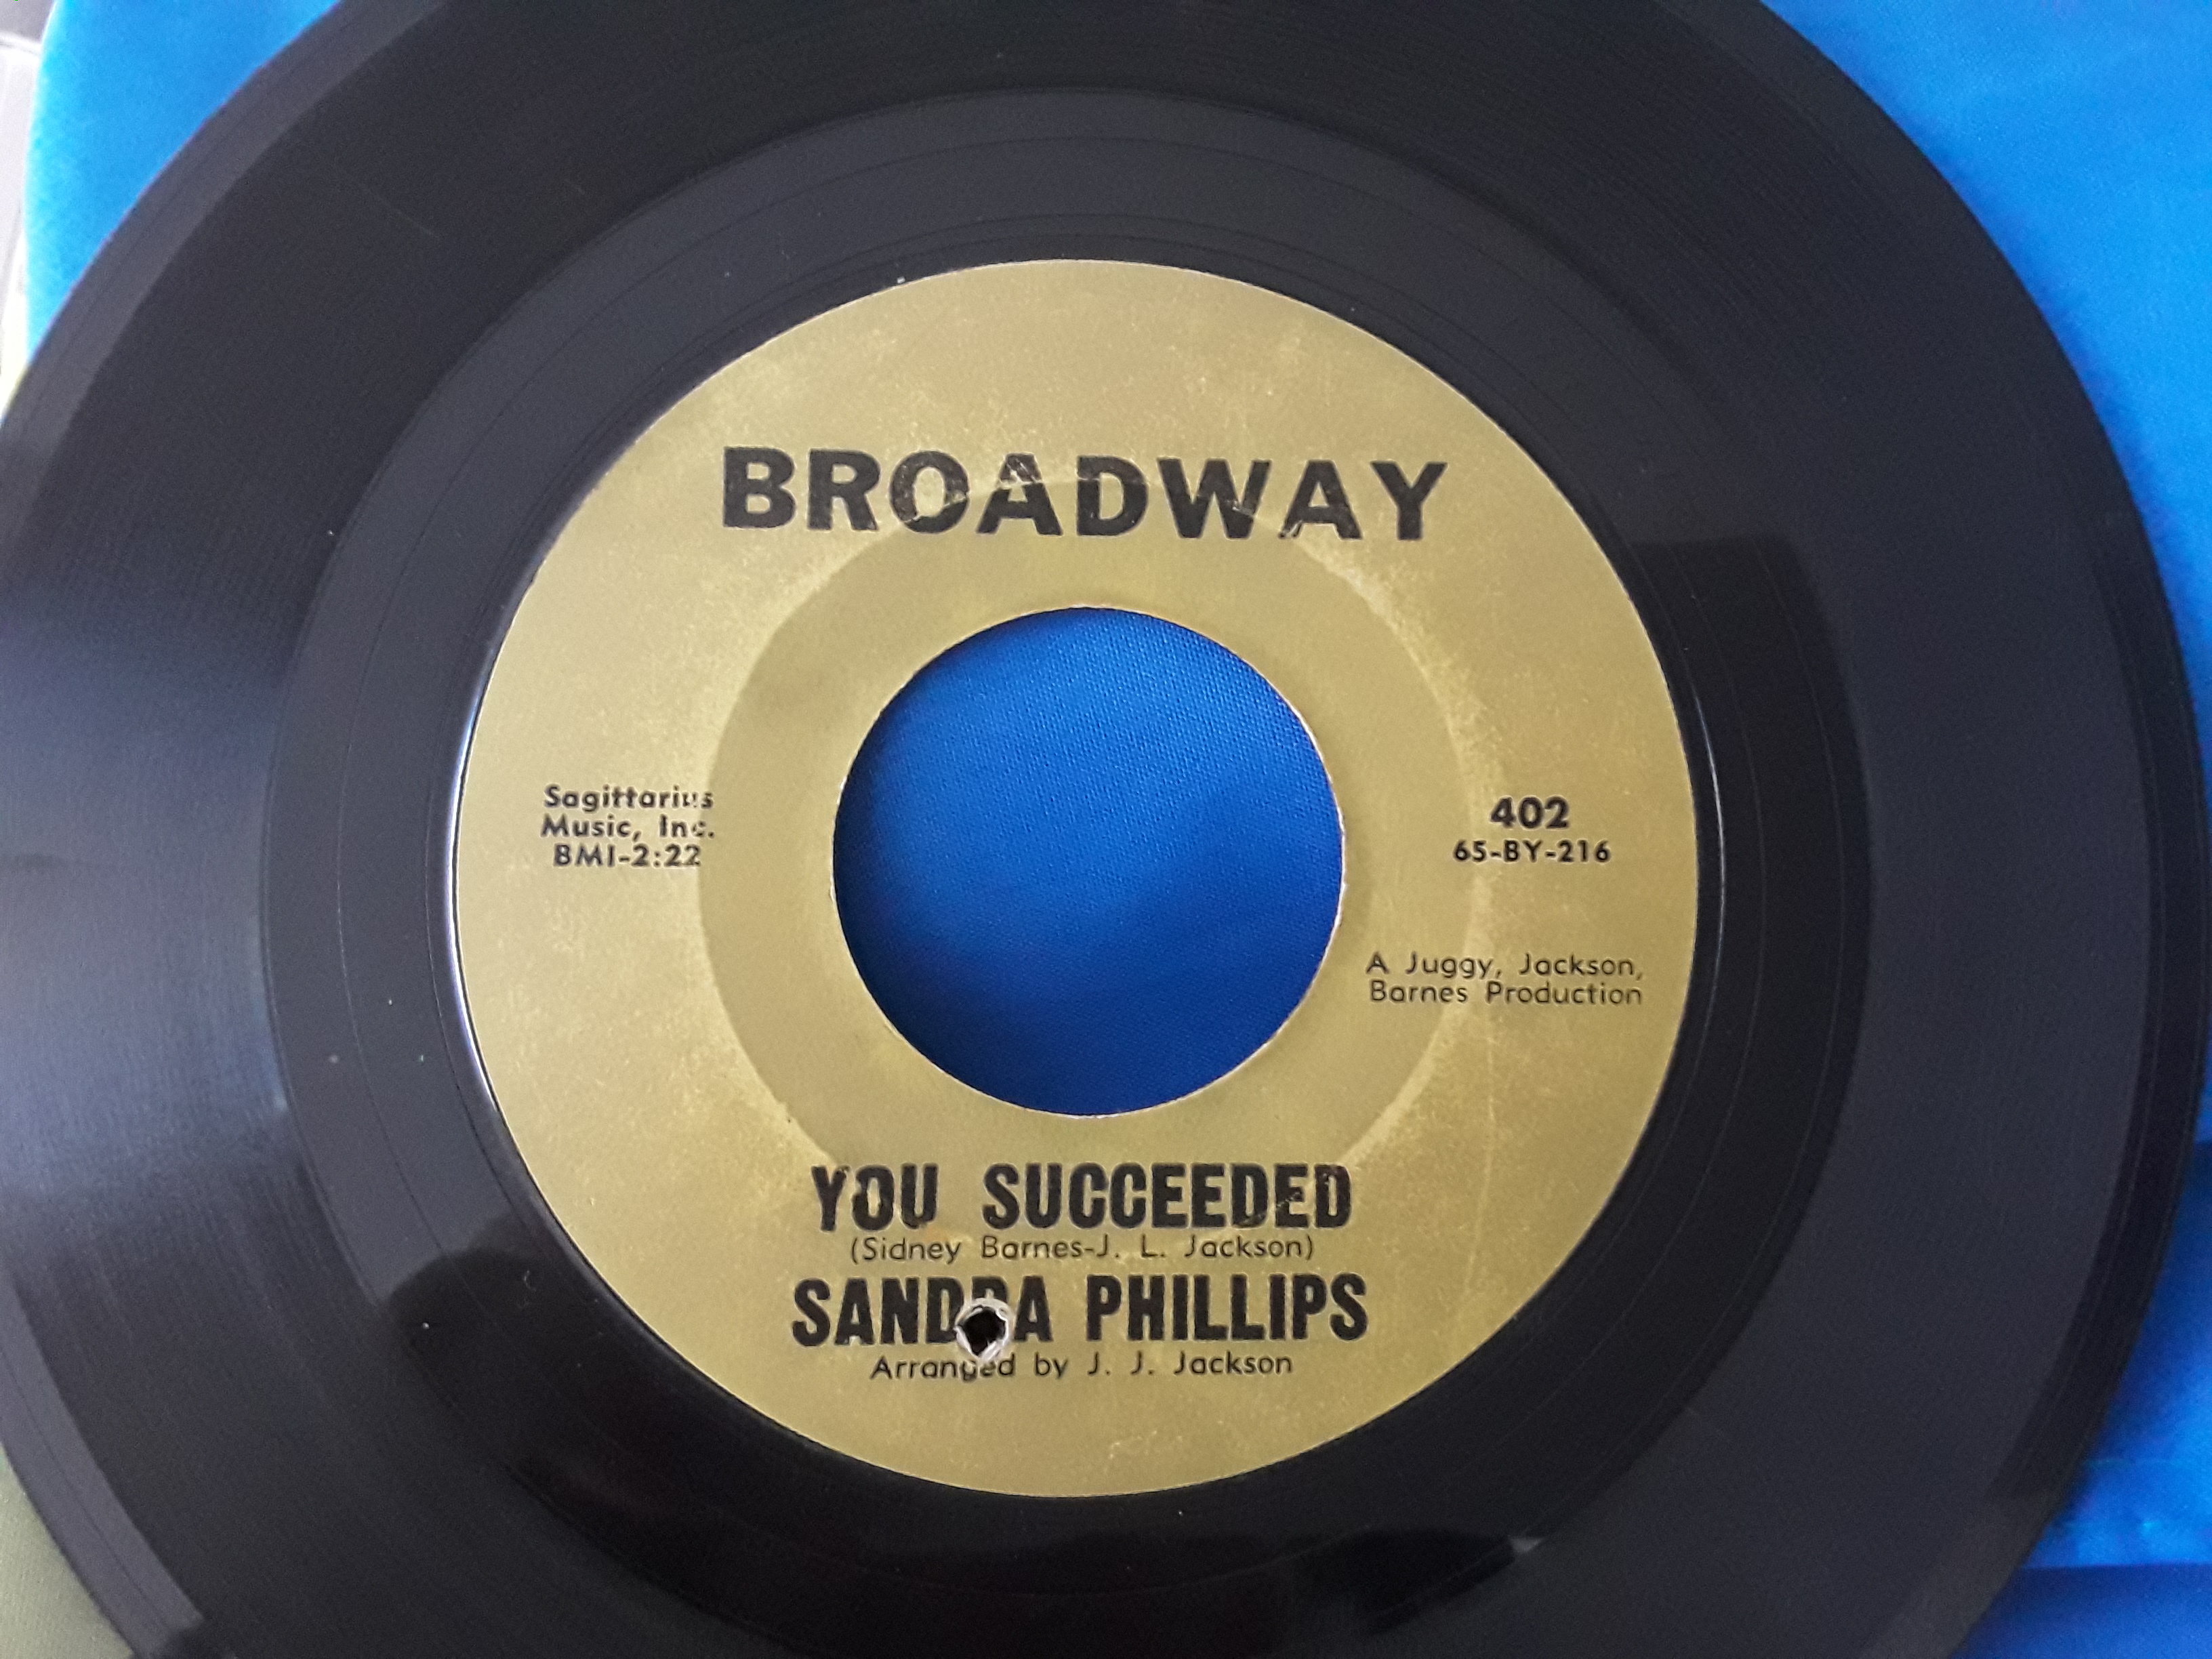 BROADWAY
Sagittarius
Music, Inc.
BMI-2:22
402
65-BY-216
A Juggy, Jackson,
Barnes Production
YOU SUCCEEDED
(Sidney Barnes-J. L. Jackson)
SANDRA PHILLIPS
Arranged by J. J. Jackson